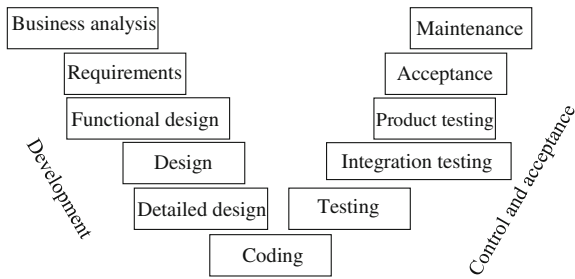 Business analysis
Maintenance
Requirements
Acceptance
Functional design
Product testing
Design
Integration testing
Detailed design
Testing
Coding
Development
Control and acceptance